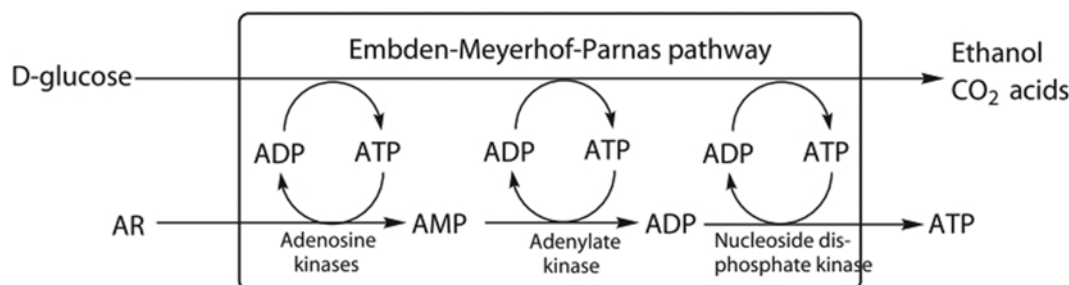 Embden-Meyerhof-Parnas pathway
D-glucose
Ethanol
CO₂ acids
ADP ATP ADP ATP ADP ATP
AR AMP ADP ATP
Adenosine
kinases
Adenylate
kinase
Nucleoside dis-
phosphate kinase